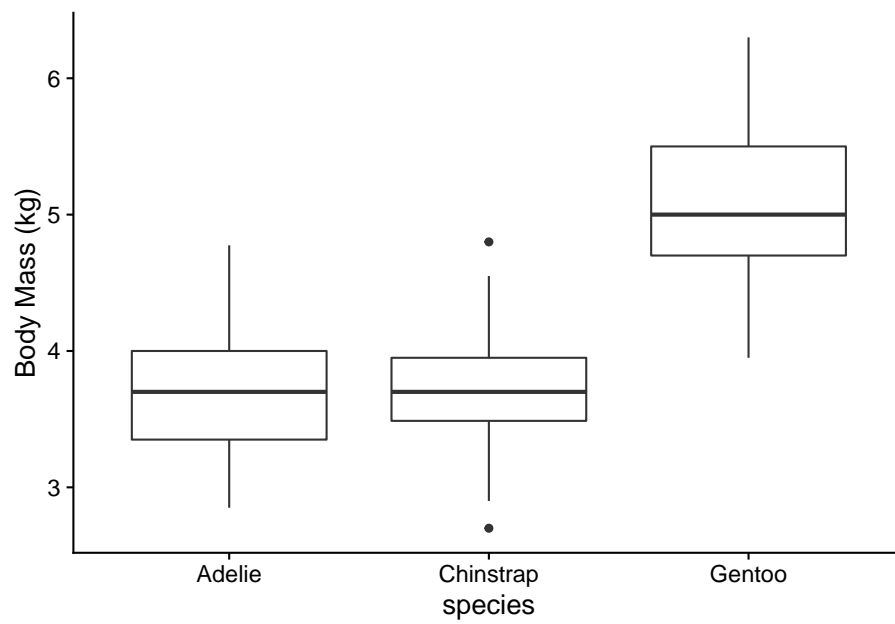 6
5
4
3
Body Mass (kg)
Adelie
Chinstrap
Gentoo
species